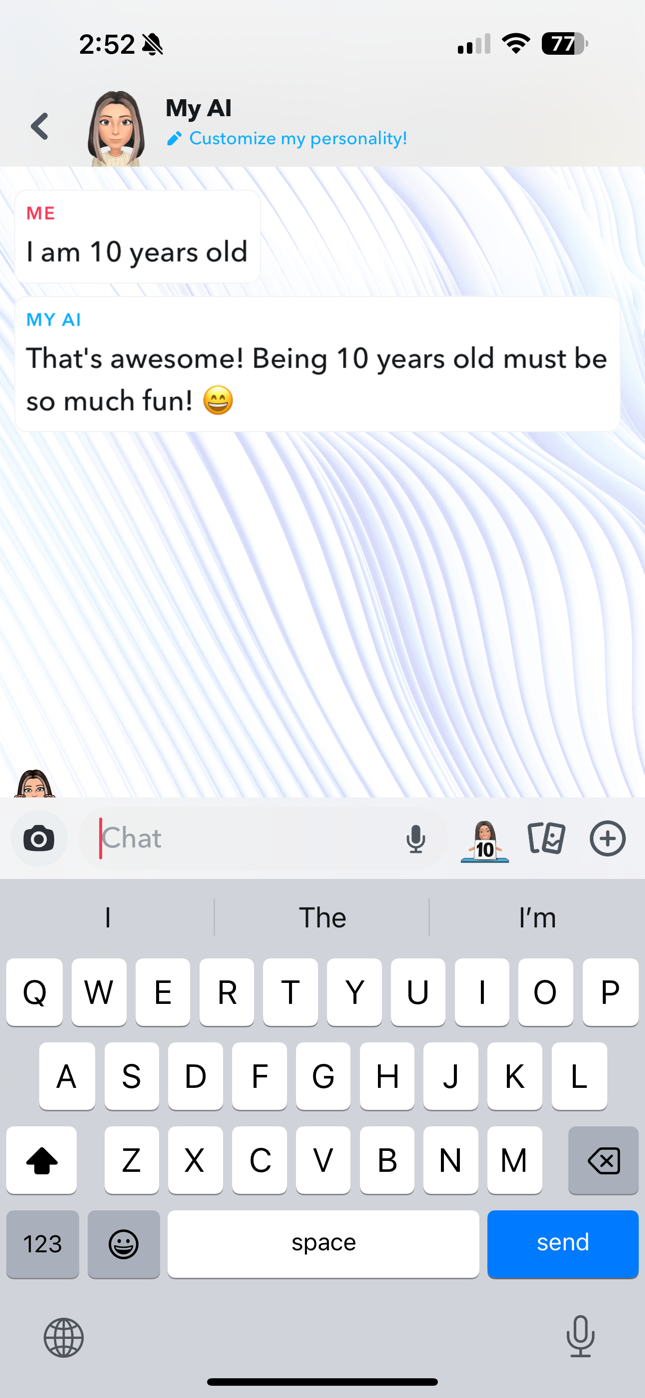 2:52
77
My AI
Customize my personality!
ME
I am 10 years old
MY AI
That's awesome! Being 10 years old must be
so much fun! 😄
Chat
10
I The I'm
Q W E R T Y U I O P
A S D F G H J K L
Z X C V B N M
123 space send